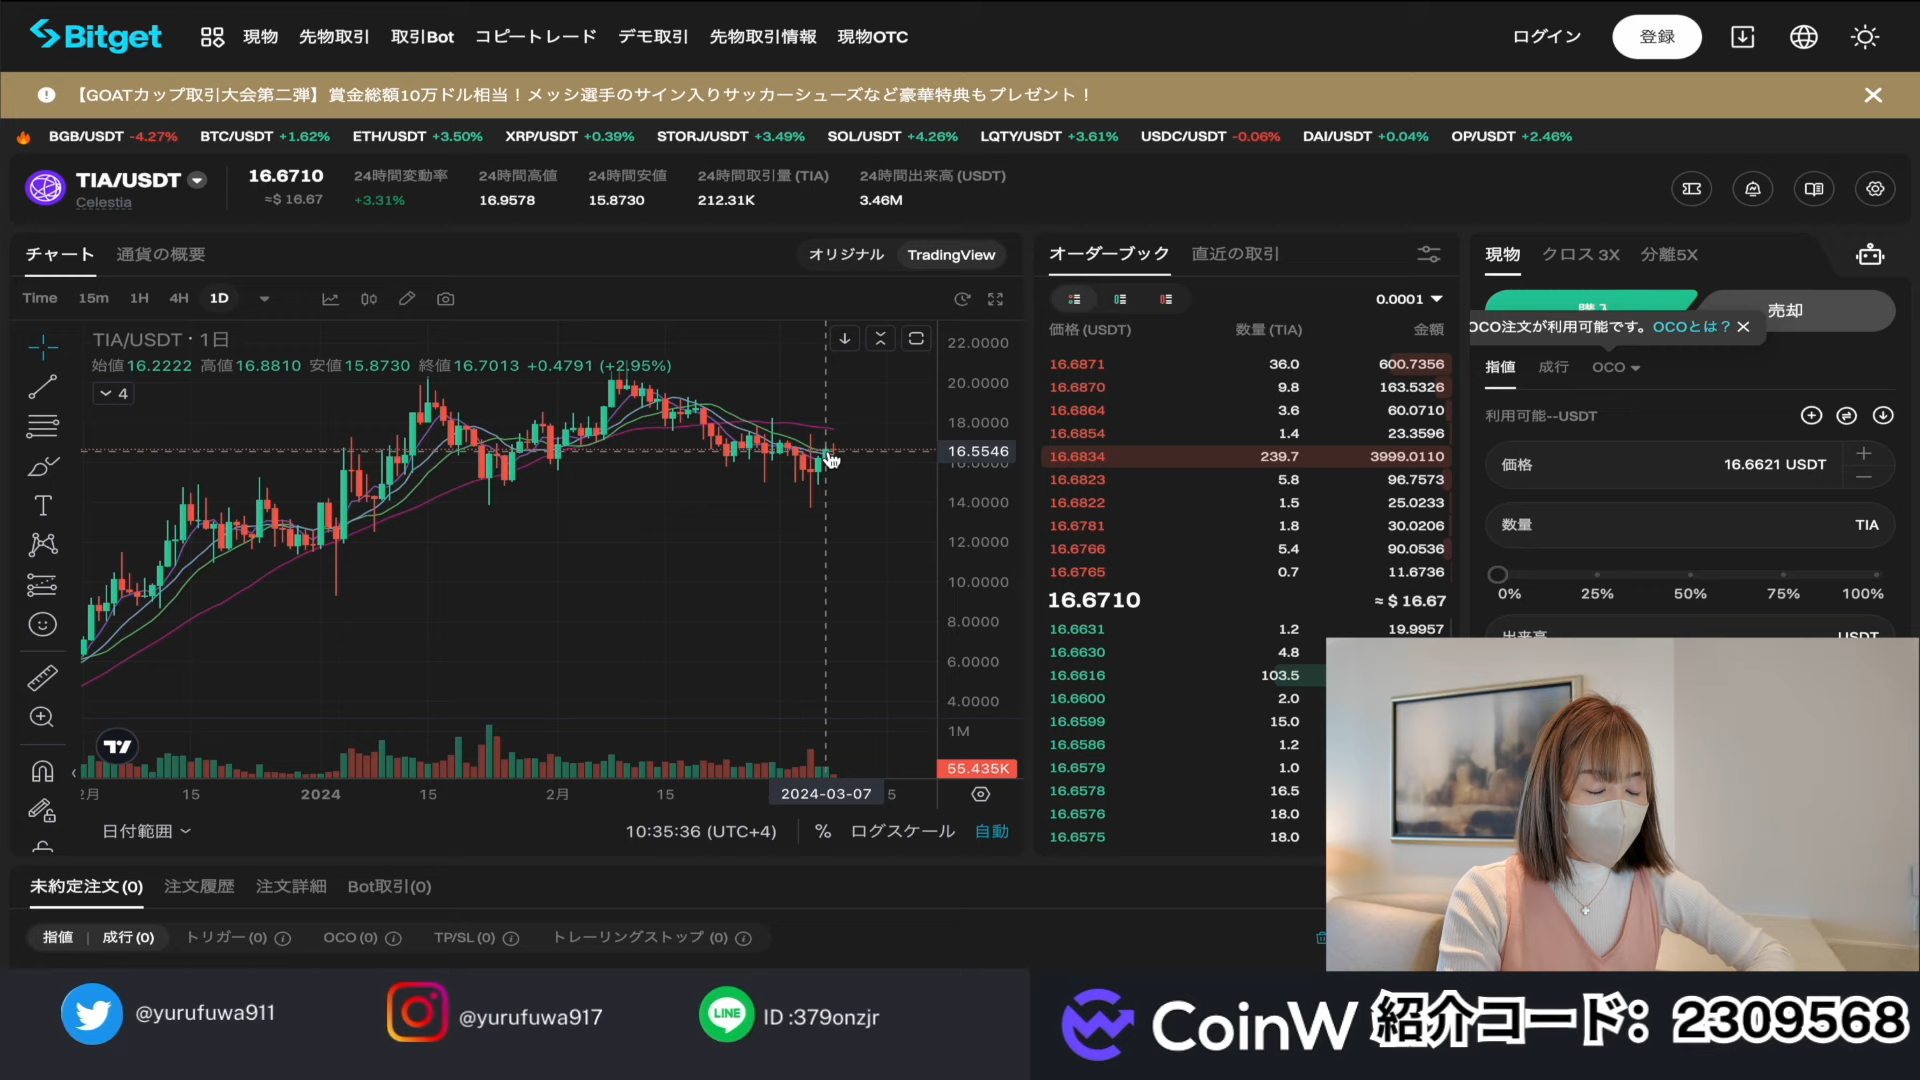 Bitget 現物 先物取引 取引Bot コピートレード デモ取引 先物取引情報 現物OTC ログイン 登録
【GOATカップ取引大会第二弾】賞金総額10万ドル相当！メッシ選手のサイン入りサッカーシューズなど豪華特典もプレゼント！
BGB/USDT -4.27% BTC/USDT +1.62% ETH/USDT +3.50% XRP/USDT +0.39% STORJ/USDT +3.49% SOL/USDT +4.26% LQTY/USDT +3.61% USDC/USDT -0.06% DAI/USDT +0.04% OP/USDT +2.46%
TIA/USDT 16.6710 24時間変動率 24時間高値 24時間安値 24時間取引量 (TIA) 24時間出来高 (USDT)
Celestia ≈$ 16.67 +3.31% 16.9578 15.8730 212.31K 3.46M
チャート 通貨の概要 オリジナル TradingView
Time 15m 1H 4H 1D
TIA/USDT · 1日
始値16.2222 高値16.8810 安値15.8730 終値16.7013 +0.4791 (+2.95%)
4
22.0000
20.0000
18.0000
16.5546
16.0000
14.0000
12.0000
10.0000
8.0000
6.0000
4.0000
1M
55.435K
15 2024 15 2月 15 2024-03-07 5
日付範囲 10:35:36 (UTC+4) % ログスケール 自動
オーダーブック 直近の取引
0.0001
価格 (USDT) 数量 (TIA) 金額
16.6871 36.0 600.7356
16.6870 9.8 163.5326
16.6864 3.6 60.0710
16.6854 1.4 23.3596
16.6834 239.7 3999.0110
16.6823 5.8 96.7573
16.6822 1.5 25.0233
16.6781 1.8 30.0206
16.6766 5.4 90.0536
16.6765 0.7 11.6736
16.6710 ≈ $ 16.67
16.6631 1.2 19.9957
16.6630 4.8
16.6616 103.5
16.6600 2.0
16.6599 15.0
16.6586 1.2
16.6579 1.0
16.6578 16.5
16.6576 18.0
16.6575 18.0
現物 クロス 3X 分離5X
購入 売却
OCO注文が利用可能です。OCOとは？
指値 成行 OCO
利用可能--USDT
価格 16.6621 USDT
数量 TIA
0% 25% 50% 75% 100%
出来高 USDT
未約定注文(0) 注文履歴 注文詳細 Bot取引(0)
指値 | 成行(0) トリガー(0) OCO(0) TP/SL(0) トレーリングストップ (0)
@yurufuwa911 @yurufuwa917 LINE ID :379onzjr
CoinW 紹介コード: 2309568